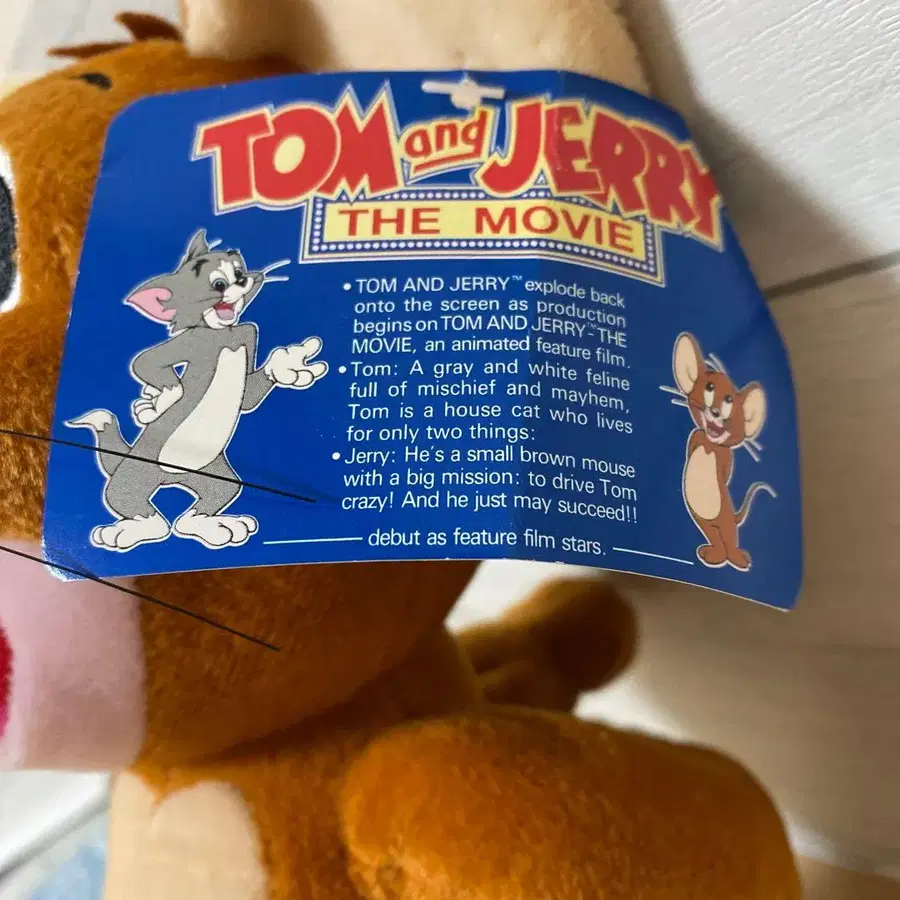 TOM and JERRY
THE MOVIE
• TOM AND JERRY™ explode back
onto the screen as production
begins on TOM AND JERRY™-THE
MOVIE, an animated feature film.
• Tom: A gray and white feline
full of mischief and mayhem,
Tom is a house cat who lives
for only two things:
• Jerry: He's a small brown mouse
with a big mission: to drive Tom
crazy! And he just may succeed!!
debut as feature film stars.